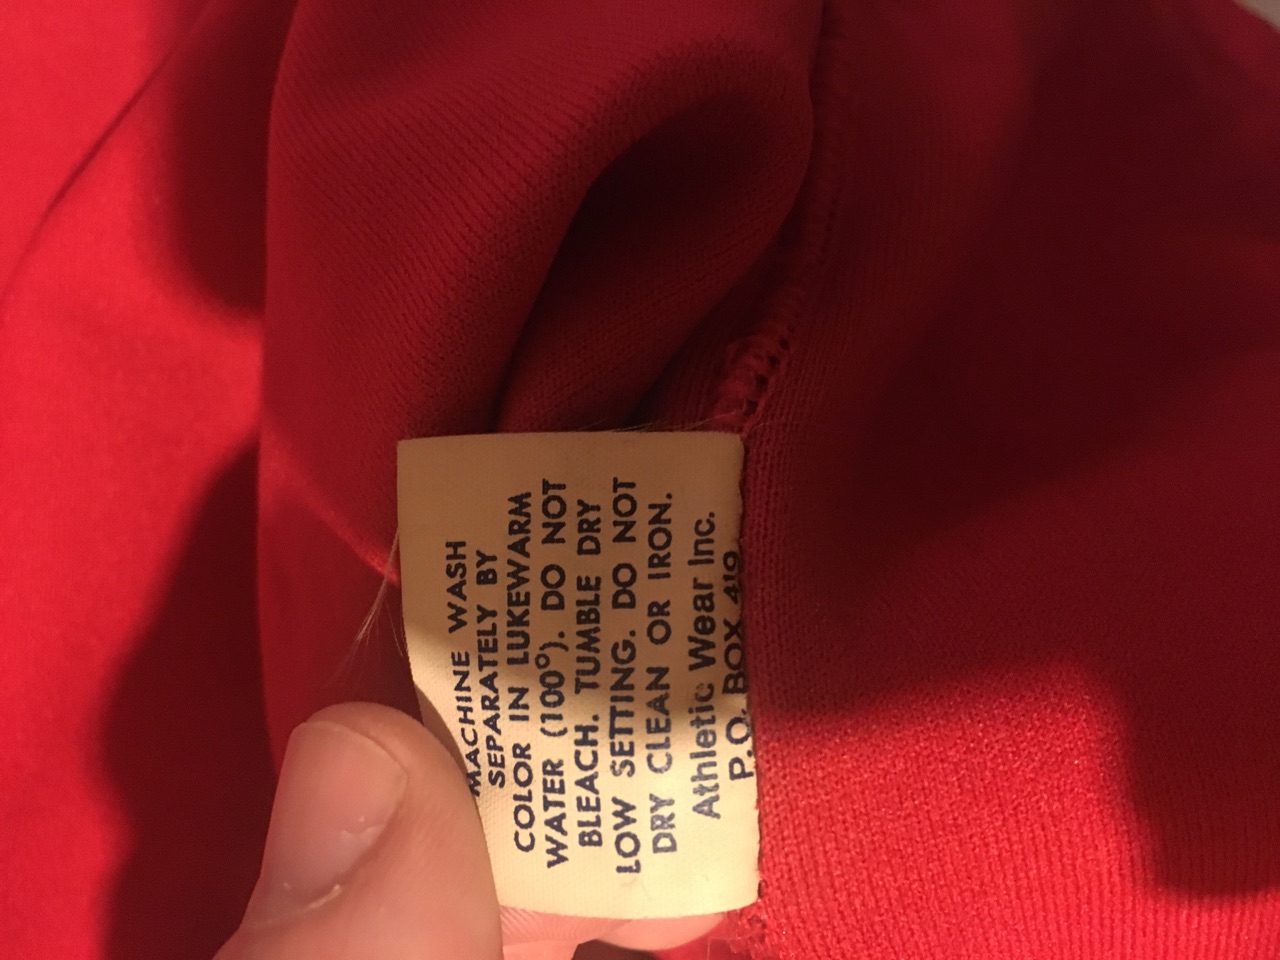 MACHINE WASH
SEPARATELY BY
COLOR IN LUKEWARM
WATER (100°). DO NOT
BLEACH. TUMBLE DRY
LOW SETTING. DO NOT
DRY CLEAN OR IRON.
Athletic Wear Inc.
P.O. BOX 419